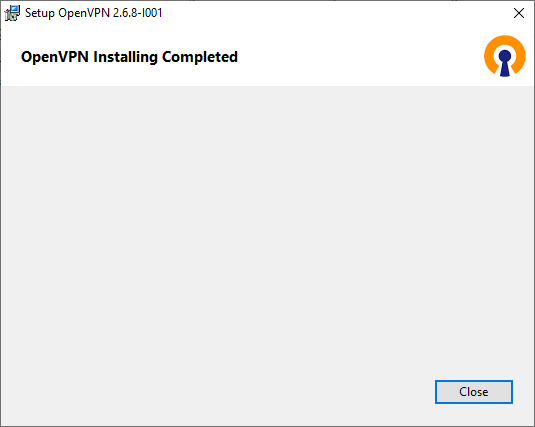 Setup OpenVPN 2.6.8-I001
OpenVPN Installing Completed
Close